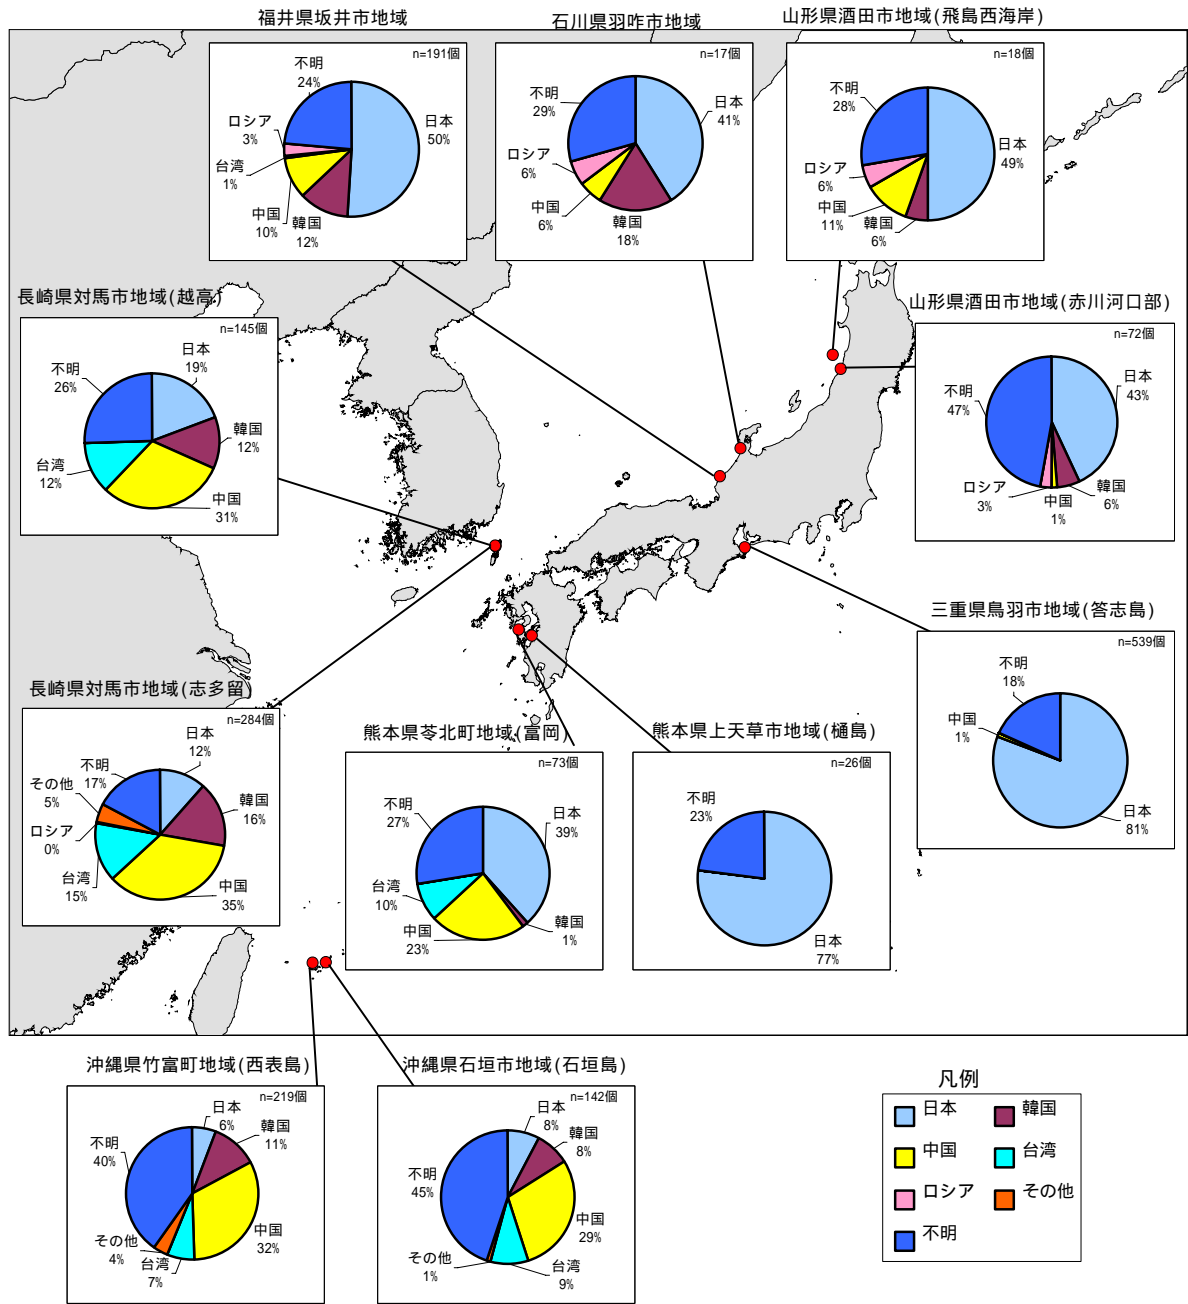 福井県坂井市地域
n=191個
不明
24%
ロシア
3%
台湾
1%
中国
10%
韓国
12%
日本
50%
石川県羽咋市地域
n=17個
不明
29%
ロシア
6%
中国
6%
韓国
18%
日本
41%
山形県酒田市地域(飛島西海岸)
n=18個
不明
28%
ロシア
6%
中国
11%
韓国
6%
日本
49%
長崎県対馬市地域(越高)
n=145個
日本
19%
不明
26%
韓国
12%
台湾
12%
中国
31%
山形県酒田市地域(赤川河口部)
n=72個
不明
47%
日本
43%
ロシア
3%
中国
1%
韓国
6%
三重県鳥羽市地域(答志島)
n=539個
不明
18%
中国
1%
日本
81%
長崎県対馬市地域(志多留
n=284個
日本
12%
不明
17%
その他
5%
韓国
16%
ロシア
0%
台湾
15%
中国
35%
熊本県苓北町地域(富岡)
n=73個
不明
27%
日本
39%
台湾
10%
中国
23%
韓国
1%
熊本県上天草市地域(樋島)
n=26個
不明
23%
日本
77%
沖縄県竹富町地域(西表島)
n=219個
日本
6%
韓国
11%
不明
40%
中国
32%
その他
4%
台湾
7%
沖縄県石垣市地域(石垣島)
n=142個
日本
8%
韓国
8%
不明
45%
中国
29%
その他
1%
台湾
9%
凡例
日本 韓国
中国 台湾
ロシア その他
不明